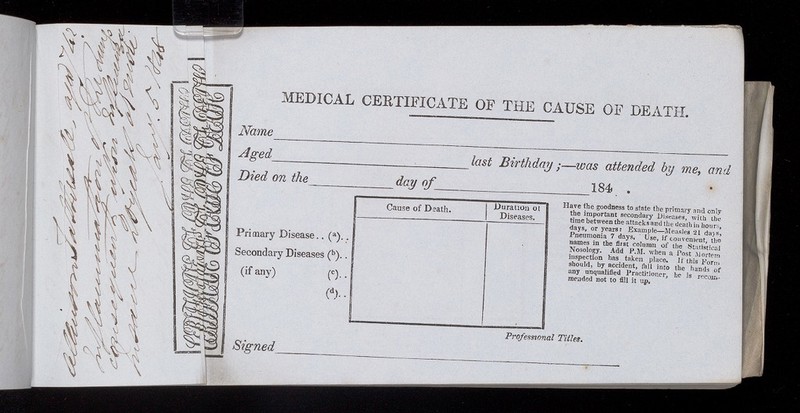 MEDICAL CERTIFICATE OF THE CAUSE OF DEATH.
Name
Aged last Birthday;—was attended by me, and
Died on the day of 184 .
Cause of Death. Duration of Diseases.
Primary Disease.. (a)..
Secondary Diseases (b)..
(if any) (c)..
(d)..
Have the goodness to state the primary and only
the important secondary Diseases, with the
time between the attacks and the death in hours,
days, or years: Example—Measles 21 days,
Pneumonia 7 days. Use, if convenient, the
names in the first column of the Statistical
Nosology. Add P.M. when a Post Mortem
inspection has taken place. If this Form
should, by accident, fall into the hands of
any unqualified Practitioner, he is recom-
mended not to fill it up.
Professional Titles.
Signed
Inflammation of